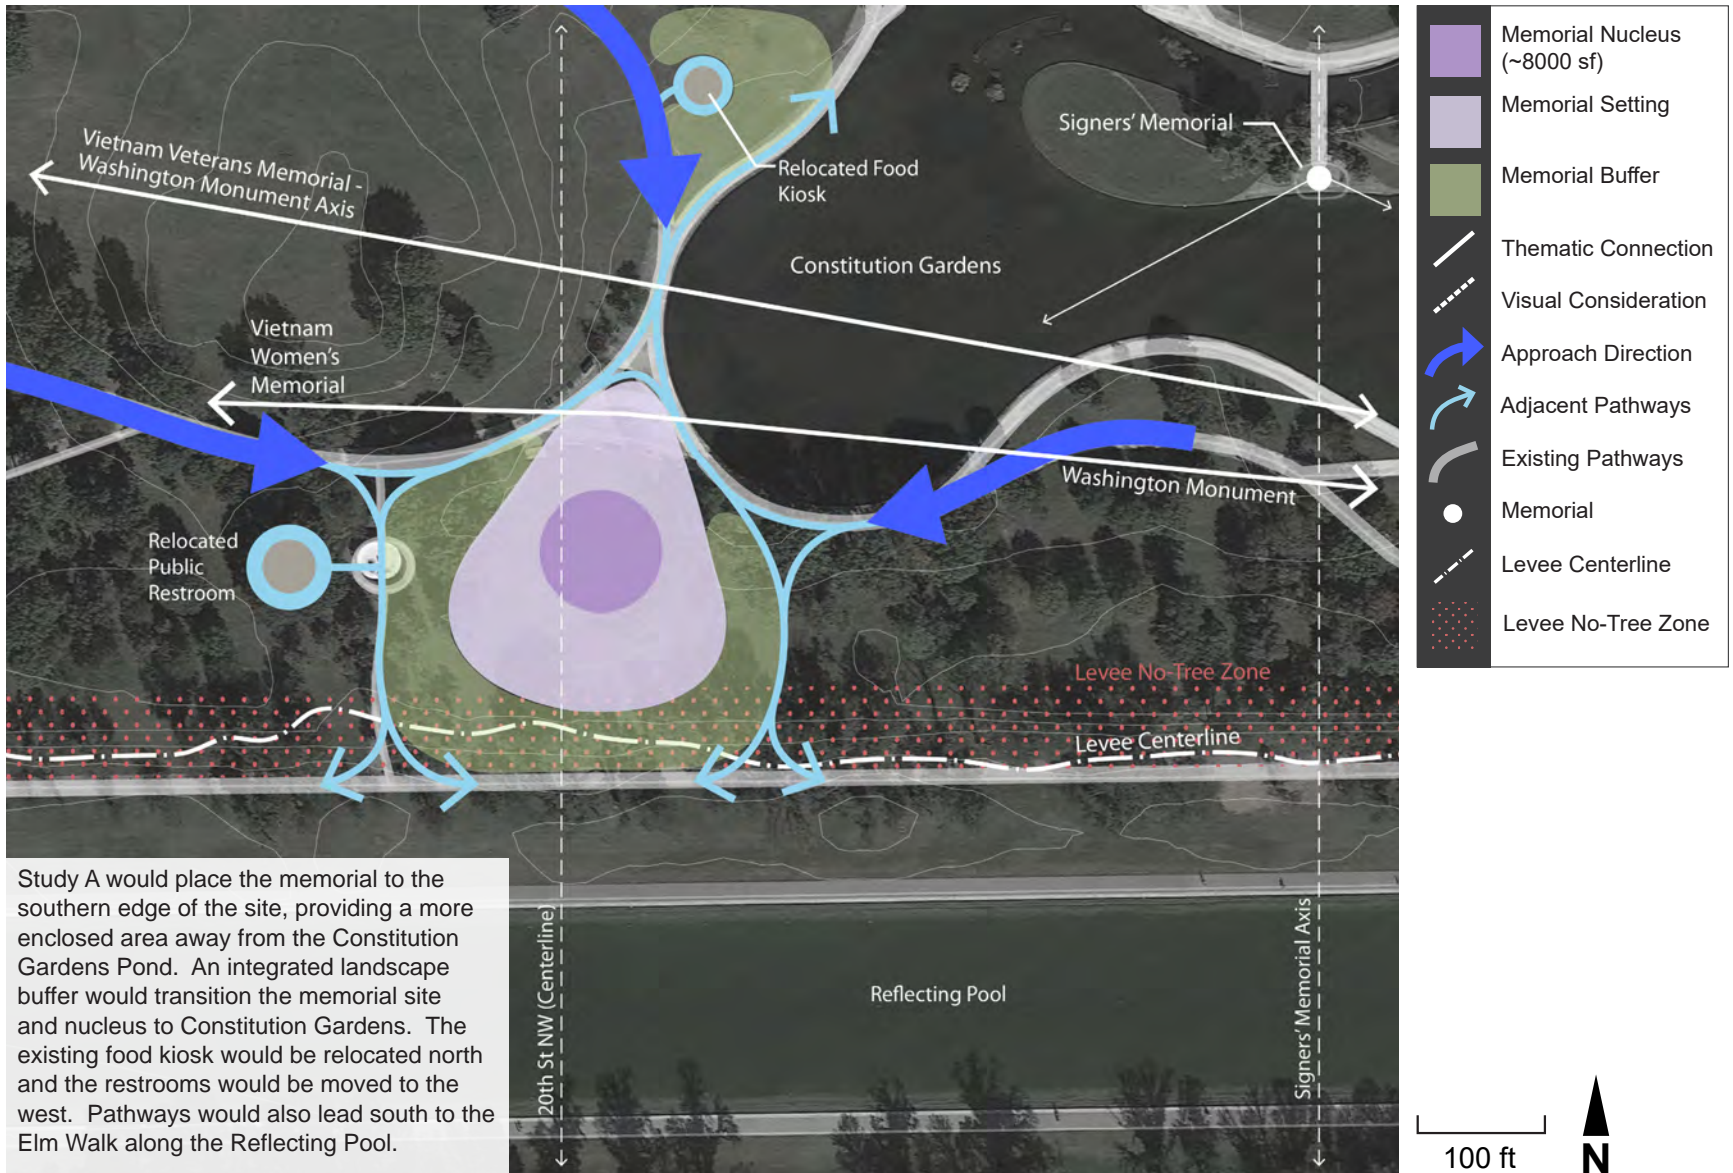 Vietnam Veterans Memorial -
Washington Monument Axis
Relocated Food
Kiosk
Signers' Memorial
Constitution Gardens
Vietnam
Women's
Memorial
Washington Monument
Relocated
Public
Restroom
Levee No-Tree Zone
Levee Centerline
20th St NW (Centerline)
Signers' Memorial Axis
Reflecting Pool
Study A would place the memorial to the
southern edge of the site, providing a more
enclosed area away from the Constitution
Gardens Pond.  An integrated landscape
buffer would transition the memorial site
and nucleus to Constitution Gardens.  The
existing food kiosk would be relocated north
and the restrooms would be moved to the
west.  Pathways would also lead south to the
Elm Walk along the Reflecting Pool.
Memorial Nucleus
(~8000 sf)
Memorial Setting
Memorial Buffer
Thematic Connection
Visual Consideration
Approach Direction
Adjacent Pathways
Existing Pathways
Memorial
Levee Centerline
Levee No-Tree Zone
100 ft
N